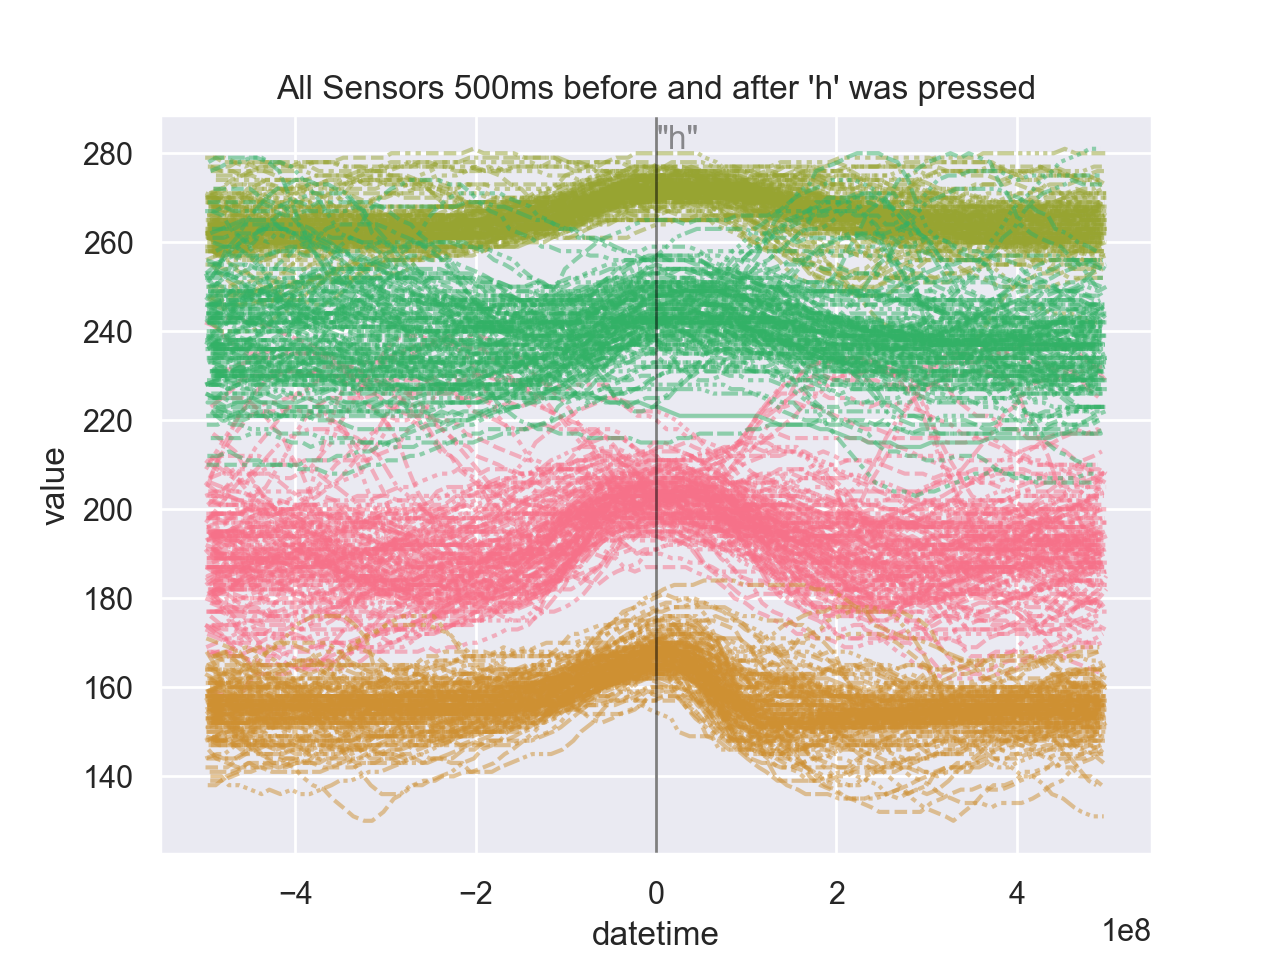 All Sensors 500ms before and after 'h' was pressed
"h"
280
260
240
220
200
180
160
140
value
−4
−2
0
2
4
1e8
datetime